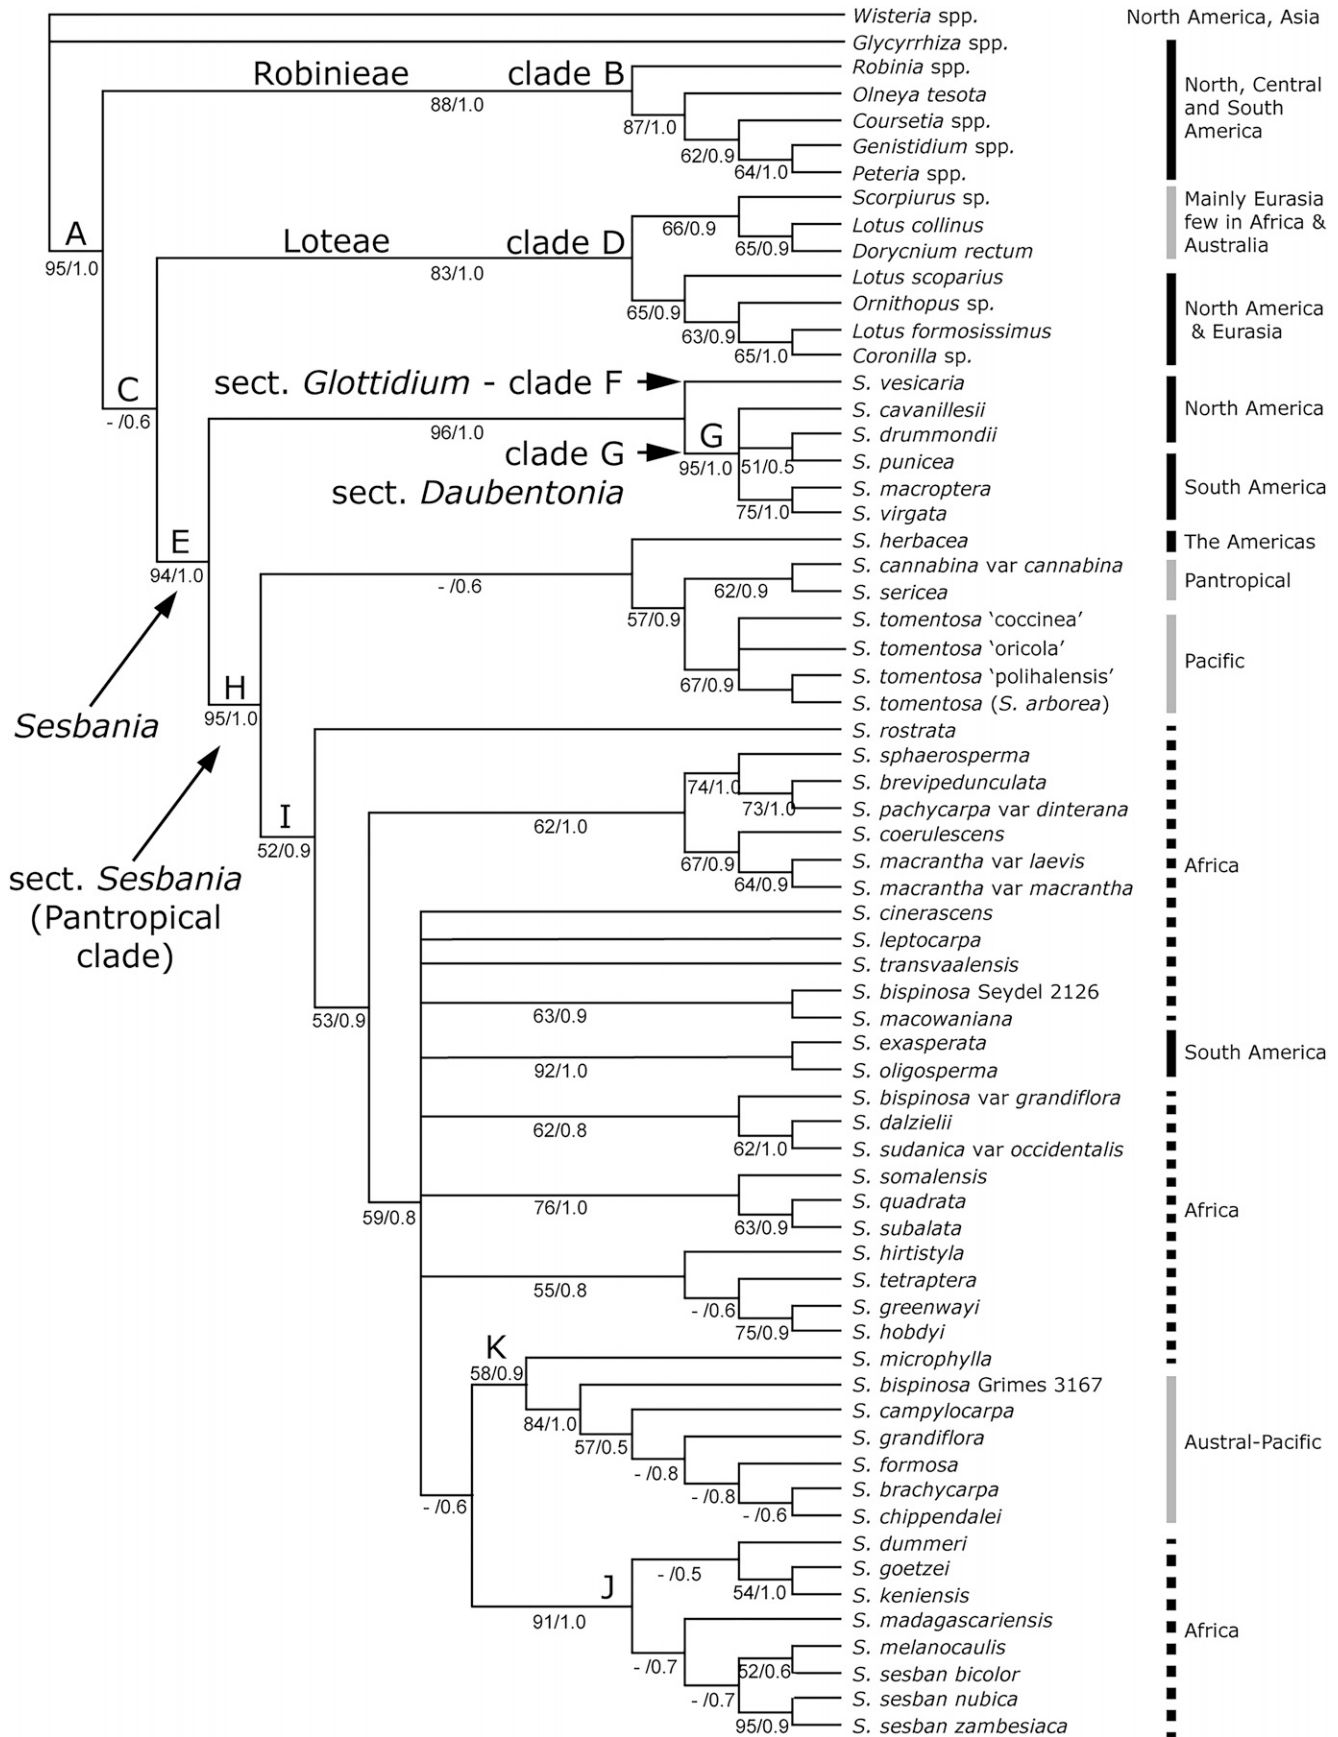 Wisteria spp.
North America, Asia
Glycyrrhiza spp.
Robinieae
clade B
88/1.0
Robinia spp.
87/1.0
Olneya tesota
62/0.9
Coursetia spp.
64/1.0
Genistidium spp.
Peteria spp.
North, Central
and South
America
A
95/1.0
Loteae
clade D
83/1.0
66/0.9
Scorpiurus sp.
65/0.9
Lotus collinus
Dorycnium rectum
Mainly Eurasia
few in Africa &
Australia
65/0.9
Lotus scoparius
63/0.9
Ornithopus sp.
65/1.0
Lotus formosissimus
Coronilla sp.
North America
& Eurasia
C
- /0.6
sect. Glottidium - clade F
96/1.0
S. vesicaria
clade G
sect. Daubentonia
G
95/1.0
S. cavanillesii
51/0.5
S. drummondii
S. punicea
North America
75/1.0
S. macroptera
S. virgata
South America
E
94/1.0
Sesbania
- /0.6
S. herbacea
The Americas
57/0.9
62/0.9
S. cannabina var cannabina
S. sericea
Pantropical
67/0.9
S. tomentosa ‘coccinea’
S. tomentosa ‘oricola’
S. tomentosa ‘polihalensis’
S. tomentosa (S. arborea)
Pacific
H
95/1.0
sect. Sesbania
(Pantropical
clade)
I
52/0.9
S. rostrata
62/1.0
74/1.0
S. sphaerosperma
73/1.0
S. brevipedunculata
S. pachycarpa var dinterana
67/0.9
S. coerulescens
64/0.9
S. macrantha var laevis
S. macrantha var macrantha
Africa
53/0.9
S. cinerascens
S. leptocarpa
S. transvaalensis
63/0.9
S. bispinosa Seydel 2126
S. macowaniana
92/1.0
S. exasperata
S. oligosperma
South America
62/0.8
S. bispinosa var grandiflora
62/1.0
S. dalzielii
S. sudanica var occidentalis
59/0.8
76/1.0
S. somalensis
63/0.9
S. quadrata
S. subalata
Africa
55/0.8
S. hirtistyla
- /0.6
S. tetraptera
75/0.9
S. greenwayi
S. hobdyi
K
58/0.9
S. microphylla
84/1.0
S. bispinosa Grimes 3167
57/0.5
S. campylocarpa
- /0.8
S. grandiflora
- /0.8
S. formosa
- /0.6
S. brachycarpa
S. chippendalei
Austral-Pacific
- /0.6
J
91/1.0
- /0.5
S. dummeri
54/1.0
S. goetzei
S. keniensis
- /0.7
S. madagascariensis
- /0.7
52/0.6
S. melanocaulis
S. sesban bicolor
95/0.9
S. sesban nubica
S. sesban zambesiaca
Africa